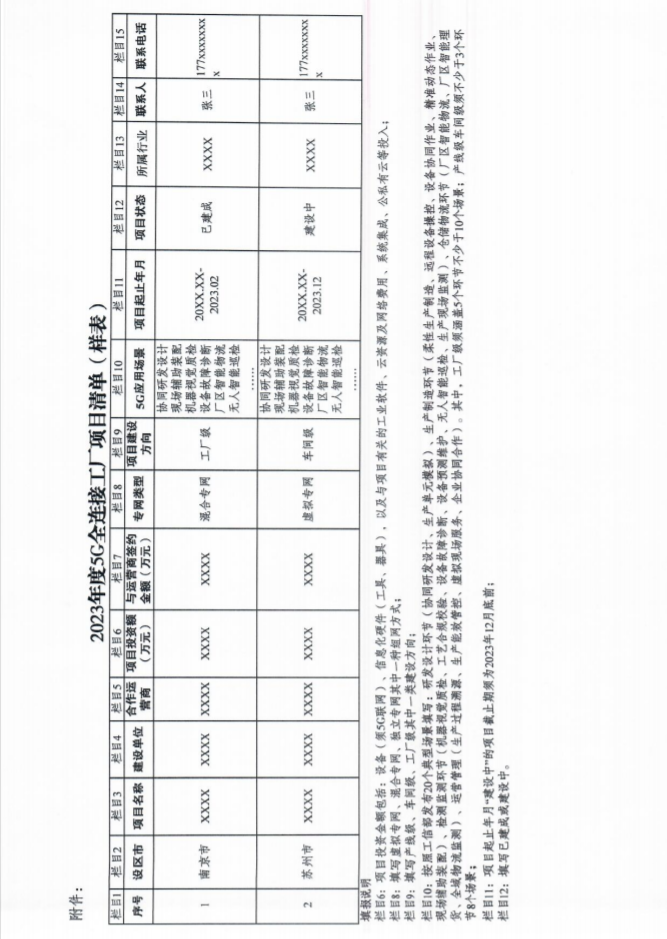 附件：
2023年度5G全连接工厂项目清单（样表）
栏目1 栏目2 栏目3 栏目4 栏目5 栏目6 栏目7 栏目8 栏目9 栏目10 栏目11 栏目12 栏目13 栏目14 栏目15
序号 设区市 项目名称 建设单位 合作运营商 项目投资额（万元） 与运营商签约金额（万元） 专网类型 项目建设方向 5G应用场景 项目起止年月 项目状态 所属行业 联系人 联系电话
1 南京市 XXXX XXXX XXXX XXXX XXXX 混合专网 工厂级 协同研发设计 现场辅助装配 机器视觉质检 设备故障诊断 厂区智能物流 无人智能巡检 …… 20XX.XX-2023.02 已建成 XXXX 张三 177xxxxxxxx
2 苏州市 XXXX XXXX XXXX XXXX XXXX 虚拟专网 车间级 协同研发设计 现场辅助装配 机器视觉质检 设备故障诊断 厂区智能物流 无人智能巡检 …… 20XX.XX-2023.12 建设中 XXXX 张三 177xxxxxxxx
填报说明
栏目6：项目投资金额包括：设备（须5G联网）、信息化硬件（工具、器具），以及与项目有关的工业软件、云资源及网络费用、系统集成、公私有云等投入；
栏目8：填写虚拟专网、混合专网、独立专网其中一种组网方式；
栏目9：填写产线级、车间级、工厂级其中一类建设方向；
栏目10：按照工信部发布20个典型场景填写：研发设计环节（协同研发设计、生产单元模拟）、生产制造环节（柔性生产制造、远程设备操控、设备协同作业、精准动态作业、
现场辅助装配）、检测监测环节（机器视觉质检、工艺合规校验、设备故障诊断、设备预测维护、无人智能巡检、生产现场监测）、仓储物流环节（厂区智能物流、厂区智能理
货、全域物流监测）、运营管理（生产过程溯源、生产能效管控、虚拟现场服务、企业协同合作）。其中，工厂级须涵盖5个环节不少于10个场景；产线级车间级须不少于3个环
节8个场景；
栏目11：项目起止年月“建设中”的项目截止期须为2023年12月底前；
栏目12：填写已建成或建设中。